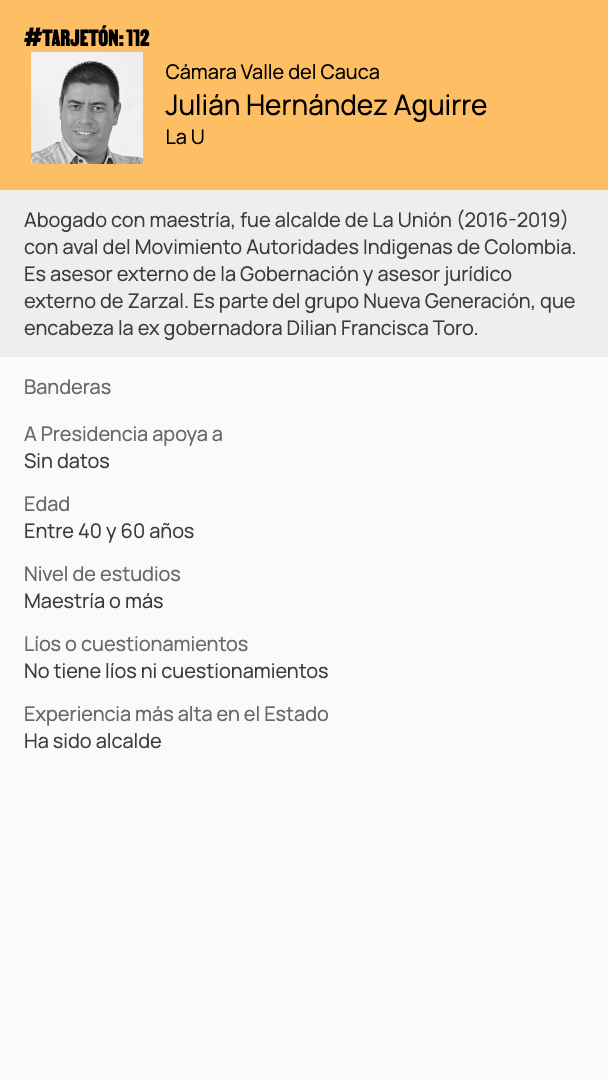 #TARJETÓN: 112
Cámara Valle del Cauca
Julián Hernández Aguirre
La U
Abogado con maestría, fue alcalde de La Unión (2016-2019)
con aval del Movimiento Autoridades Indigenas de Colombia.
Es asesor externo de la Gobernación y asesor jurídico
externo de Zarzal. Es parte del grupo Nueva Generación, que
encabeza la ex gobernadora Dilian Francisca Toro.
Banderas
A Presidencia apoya a
Sin datos
Edad
Entre 40 y 60 años
Nivel de estudios
Maestría o más
Líos o cuestionamientos
No tiene líos ni cuestionamientos
Experiencia más alta en el Estado
Ha sido alcalde